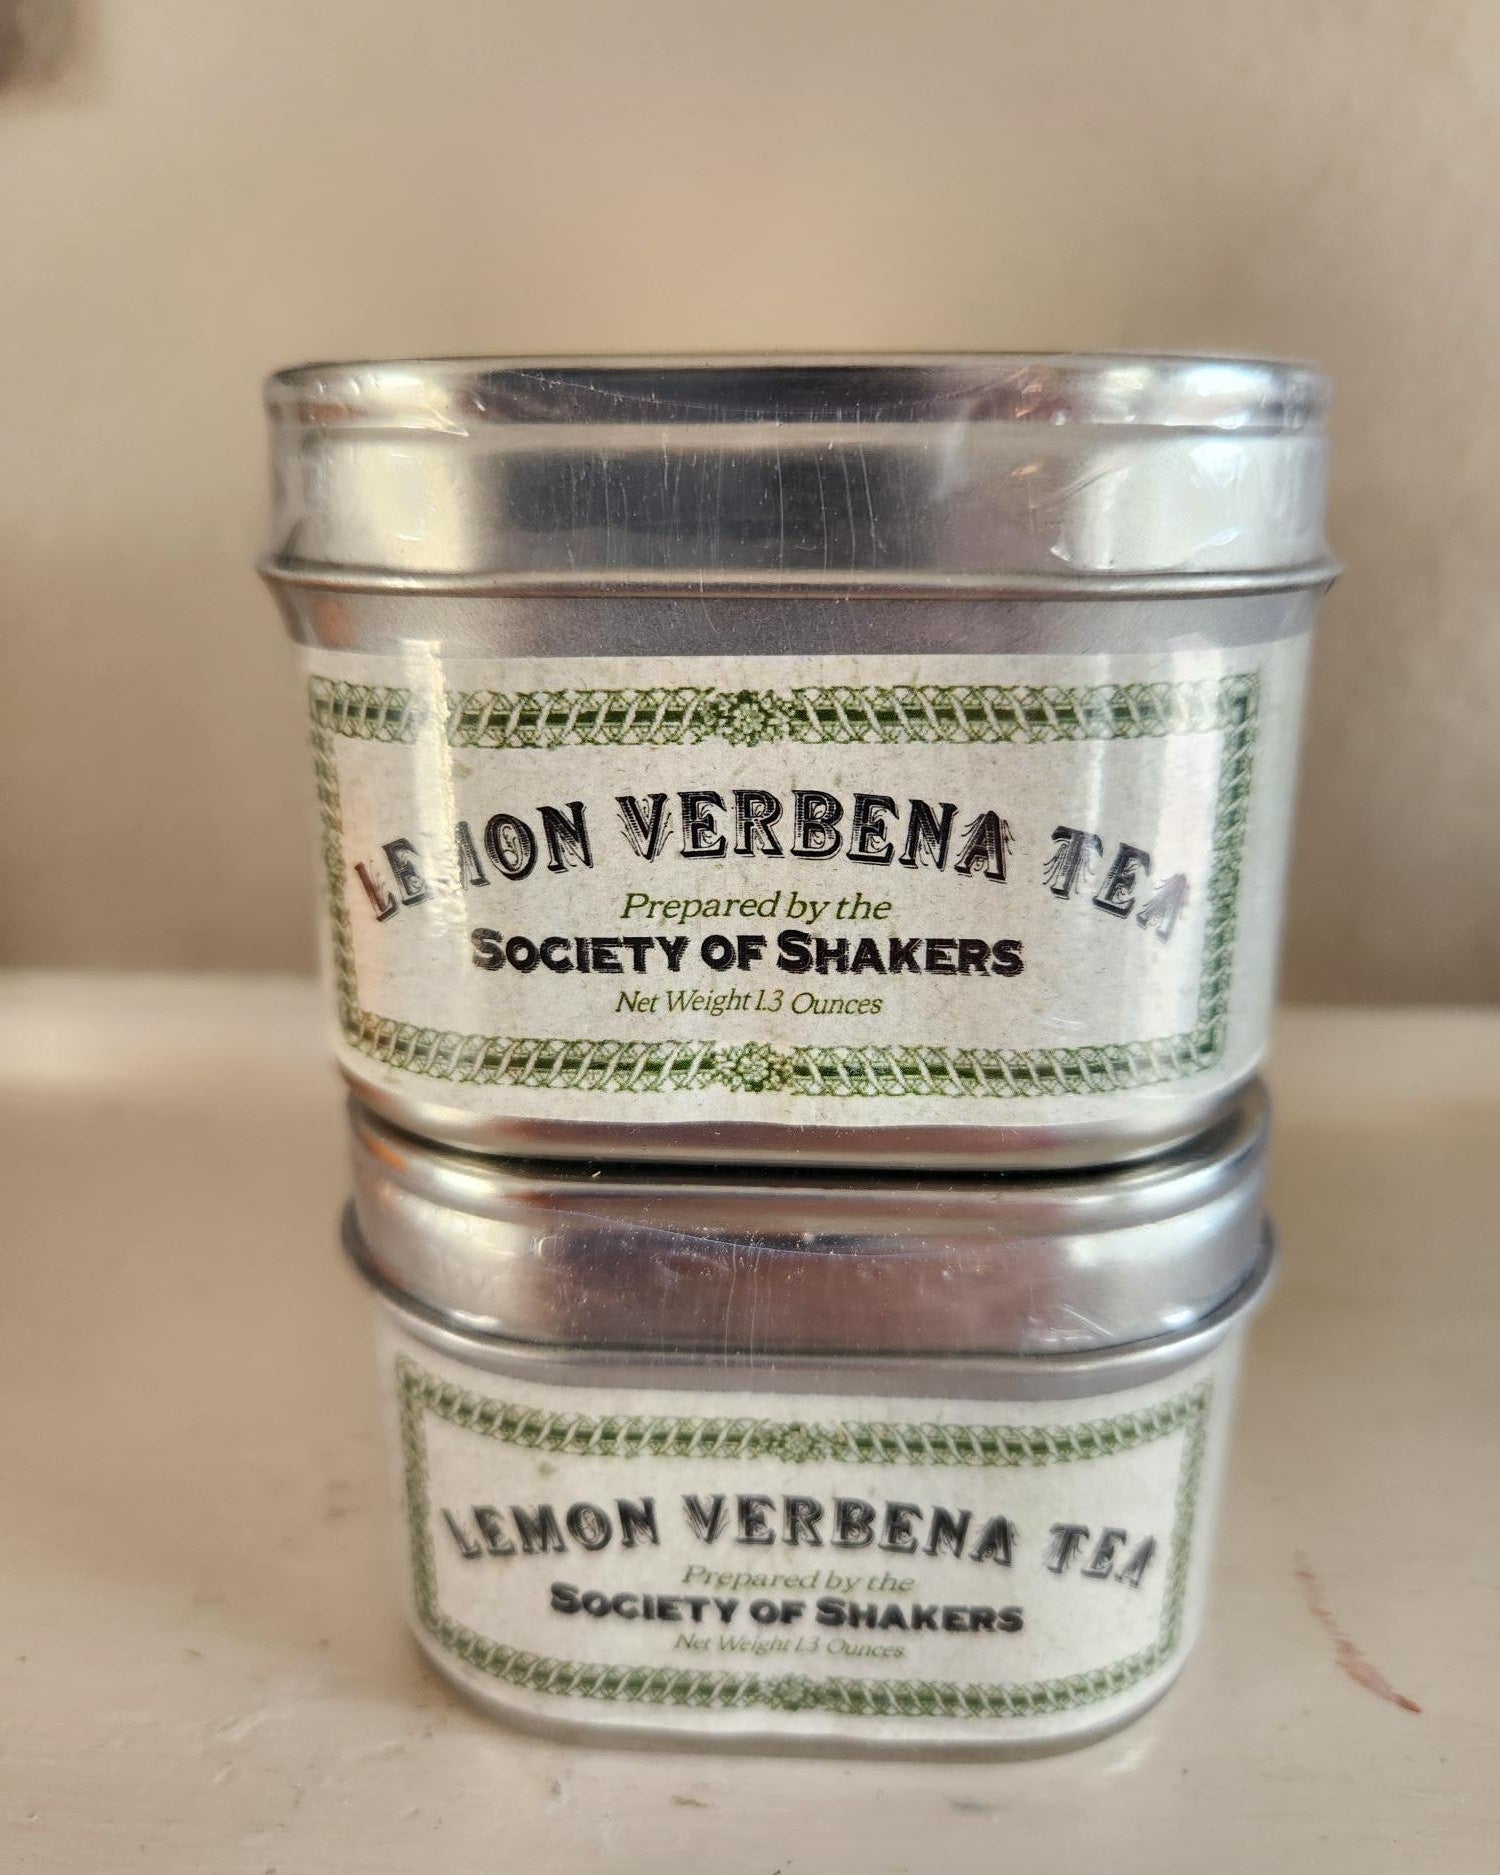 LEMON VERBENA TEA
Prepared by the
SOCIETY OF SHAKERS
Net Weight 1.3 Ounces
LEMON VERBENA TEA
Prepared by the
SOCIETY OF SHAKERS
Net Weight 1.3 Ounces